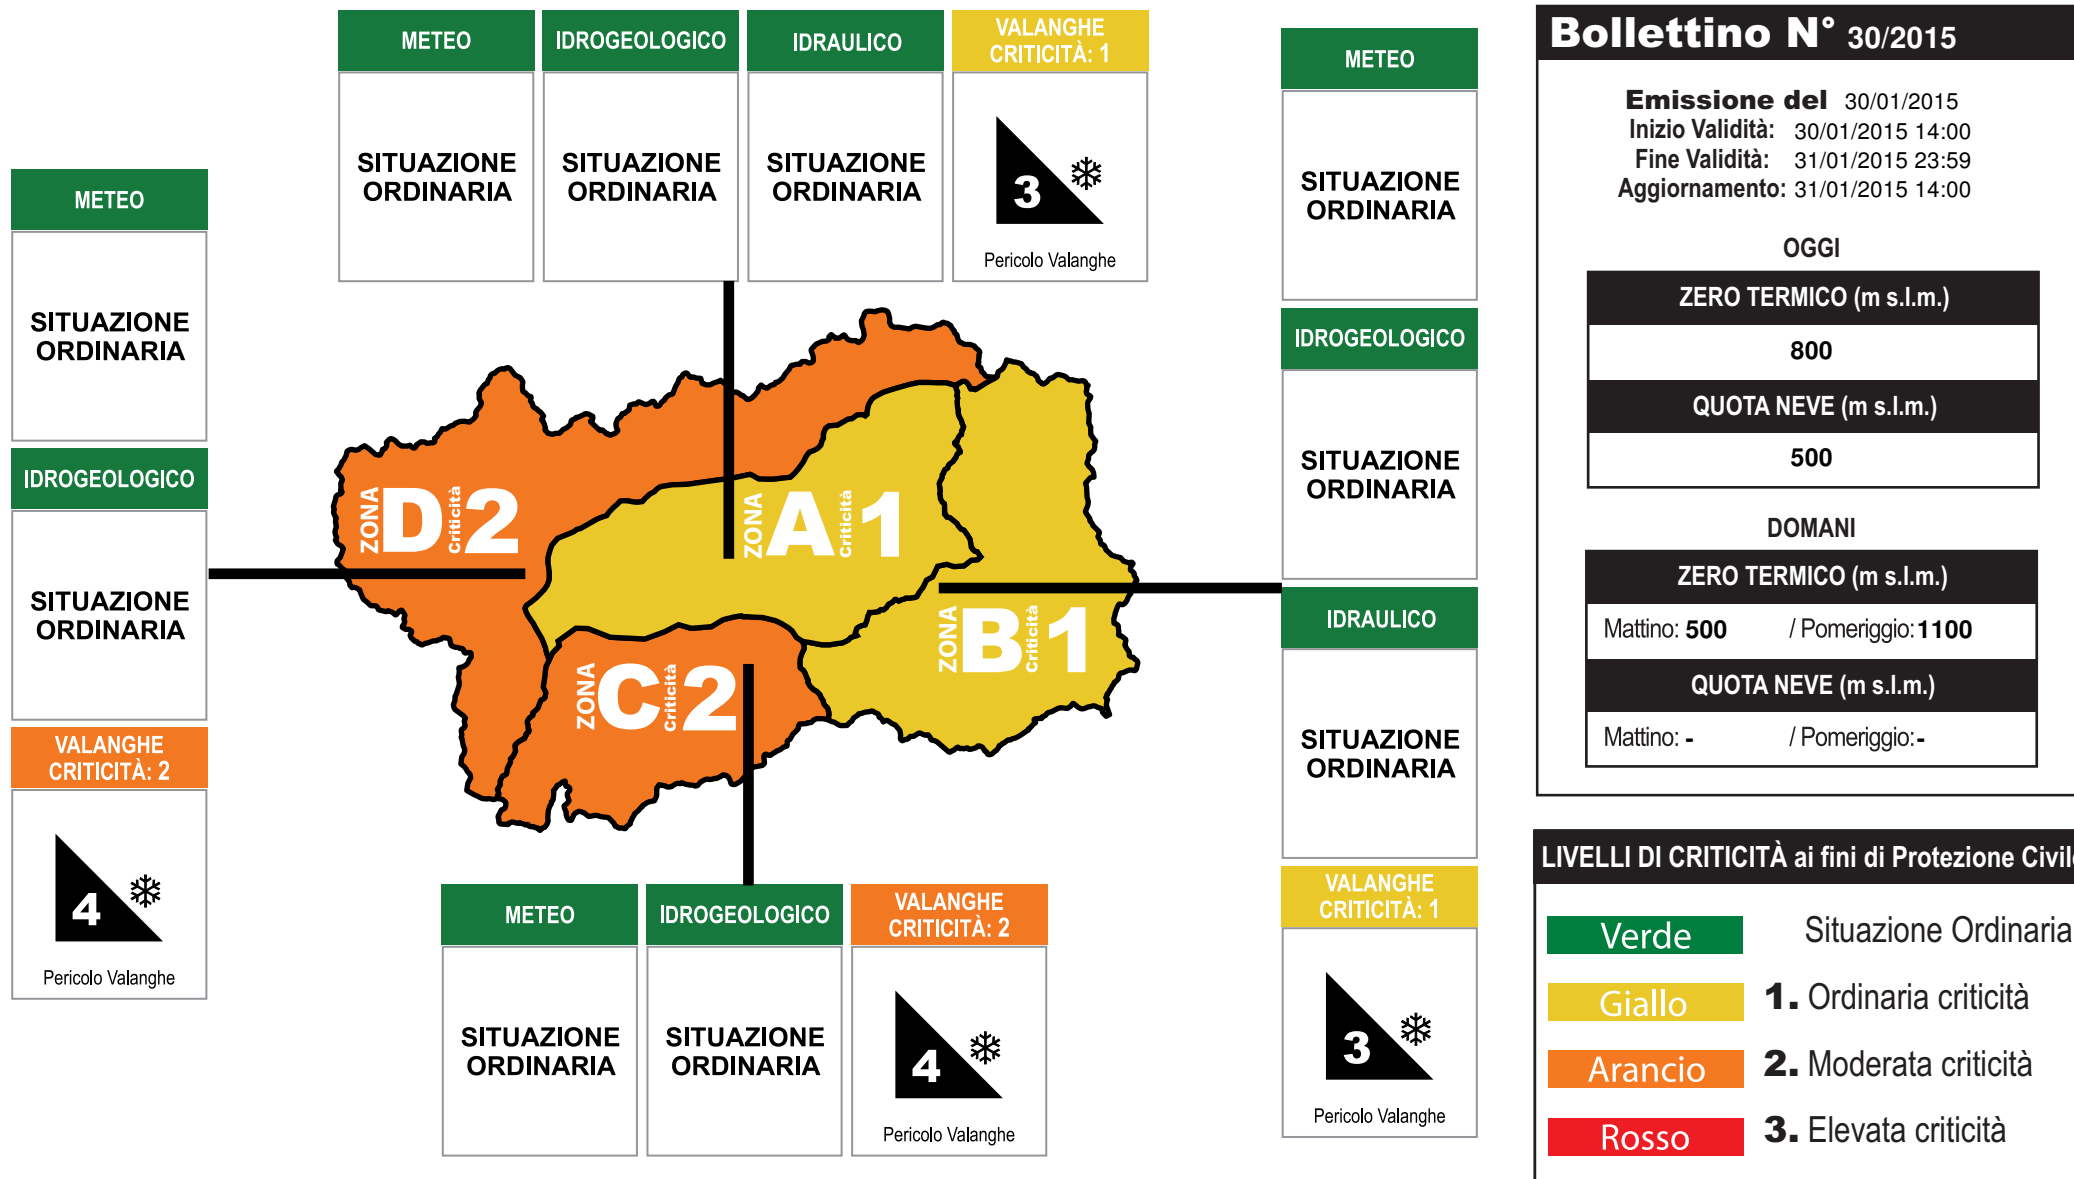 METEO
IDROGEOLOGICO
IDRAULICO
VALANGHE
CRITICITÀ: 1
SITUAZIONE
ORDINARIA
SITUAZIONE
ORDINARIA
SITUAZIONE
ORDINARIA
3
Pericolo Valanghe
METEO
SITUAZIONE
ORDINARIA
IDROGEOLOGICO
SITUAZIONE
ORDINARIA
VALANGHE
CRITICITÀ: 2
4
Pericolo Valanghe
ZONA D Criticità 2
ZONA A Criticità 1
ZONA B Criticità 1
ZONA C Criticità 2
METEO
IDROGEOLOGICO
VALANGHE
CRITICITÀ: 2
SITUAZIONE
ORDINARIA
SITUAZIONE
ORDINARIA
4
Pericolo Valanghe
METEO
SITUAZIONE
ORDINARIA
IDROGEOLOGICO
SITUAZIONE
ORDINARIA
IDRAULICO
SITUAZIONE
ORDINARIA
VALANGHE
CRITICITÀ: 1
3
Pericolo Valanghe
Bollettino N° 30/2015
Emissione del 30/01/2015
Inizio Validità: 30/01/2015 14:00
Fine Validità: 31/01/2015 23:59
Aggiornamento: 31/01/2015 14:00
OGGI
ZERO TERMICO (m s.l.m.)
800
QUOTA NEVE (m s.l.m.)
500
DOMANI
ZERO TERMICO (m s.l.m.)
Mattino: 500 / Pomeriggio: 1100
QUOTA NEVE (m s.l.m.)
Mattino: - / Pomeriggio: -
LIVELLI DI CRITICITÀ ai fini di Protezione Civile
Verde Situazione Ordinaria
Giallo 1. Ordinaria criticità
Arancio 2. Moderata criticità
Rosso 3. Elevata criticità